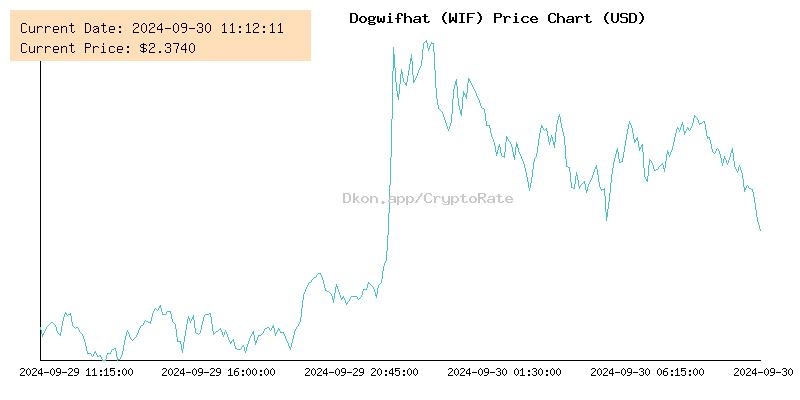 Dogwifhat (WIF) Price Chart (USD)
Current Date: 2024-09-30 11:12:11
Current Price: $2.3740
Dkon.app/CryptoRate
2024-09-29 11:15:00 2024-09-29 16:00:00 2024-09-29 20:45:00 2024-09-30 01:30:00 2024-09-30 06:15:00 2024-09-30